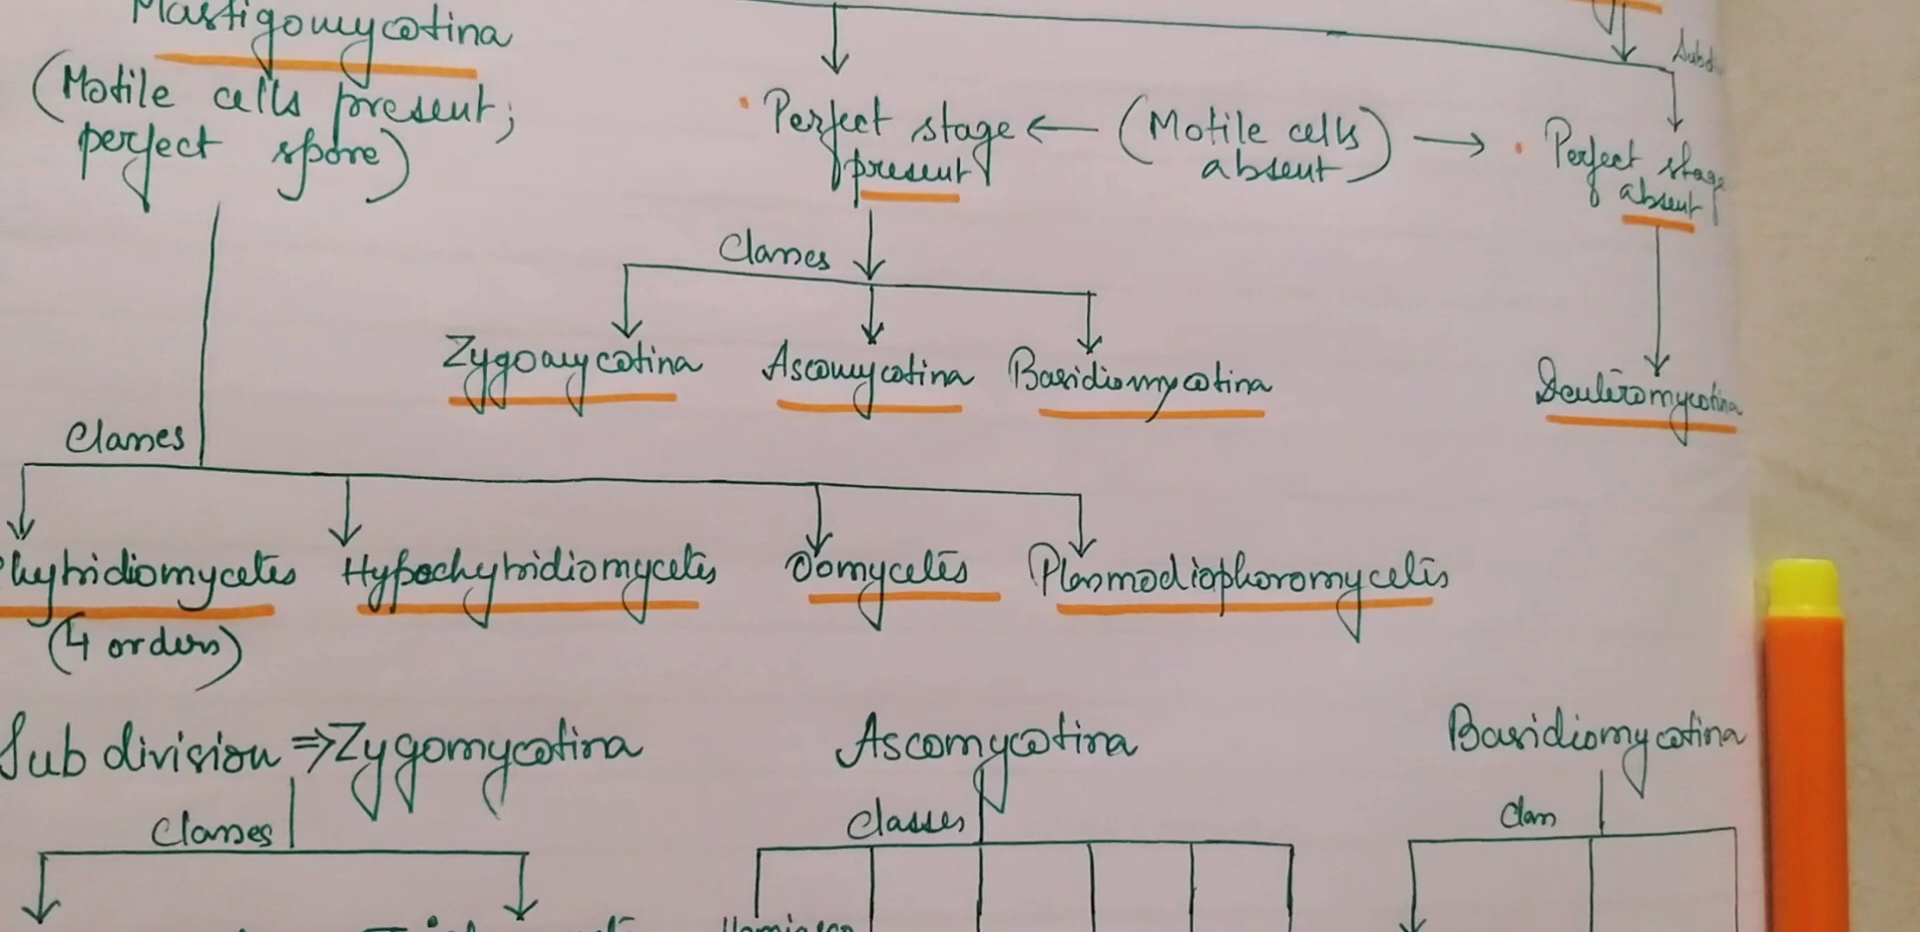 Mastigomycotina
(Motile cells present;
perfect spore)
Perfect stage
present
(Motile cells
absent)
Perfect stage
absent
Classes
Zygomycotina
Ascomycotina
Basidiomycotina
Deuteromycotina
Classes
hytridiomycetes
(4 orders)
Hyphochytridiomycetes
Oomycetes
Plasmodiophoromycetes
Sub division ⇒ Zygomycotina
Classes
Ascomycotina
Classes
Basidiomycotina
Class